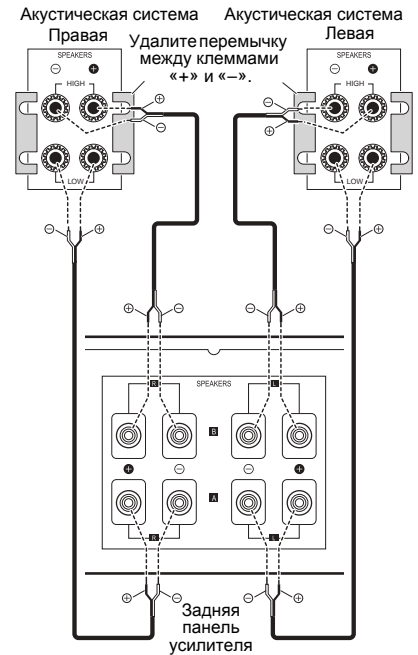 Акустическая система
Правая
Акустическая система
Левая
Удалите перемычку
между клеммами
«+» и «–».
SPEAKERS
⊖ ⊕
HIGH
LOW
SPEAKERS
⊖ ⊕
HIGH
LOW
⊕
⊖
⊖
⊕
⊖ ⊕
⊖ ⊕
⊕ ⊖
⊖ ⊕
R SPEAKERS L
B
⊕ ⊖ ⊖ ⊕
A
R L
⊕ ⊖
⊖ ⊕
Задняя
панель
усилителя